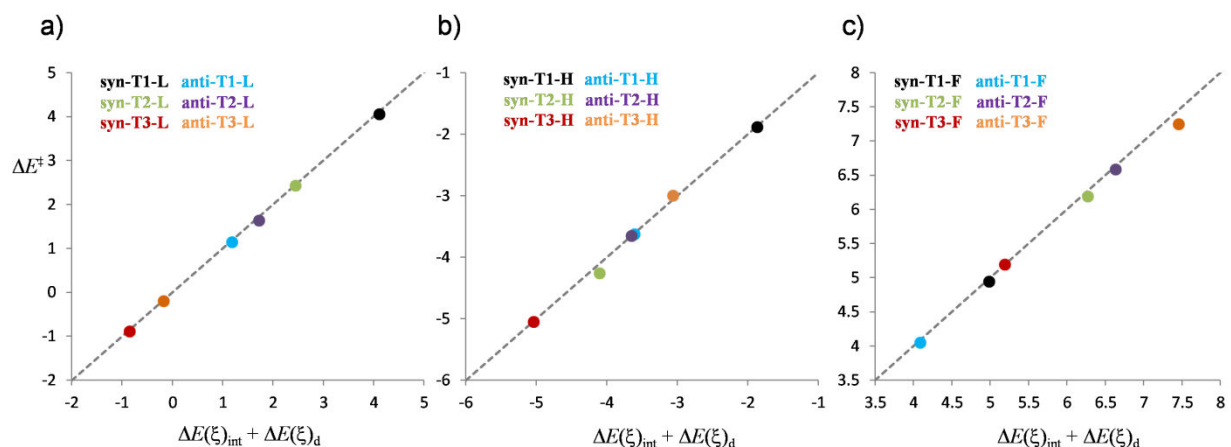 a)
syn-T1-L anti-T1-L
syn-T2-L anti-T2-L
syn-T3-L anti-T3-L
ΔE‡
5
4
3
2
1
0
-1
-2
-2 -1 0 1 2 3 4 5
ΔE(ξ)int + ΔE(ξ)d
b)
syn-T1-H anti-T1-H
syn-T2-H anti-T2-H
syn-T3-H anti-T3-H
-1
-2
-3
-4
-5
-6
-6 -5 -4 -3 -2 -1
ΔE(ξ)int + ΔE(ξ)d
c)
syn-T1-F anti-T1-F
syn-T2-F anti-T2-F
syn-T3-F anti-T3-F
8
7.5
7
6.5
6
5.5
5
4.5
4
3.5
3.5 4 4.5 5 5.5 6 6.5 7 7.5 8
ΔE(ξ)int + ΔE(ξ)d